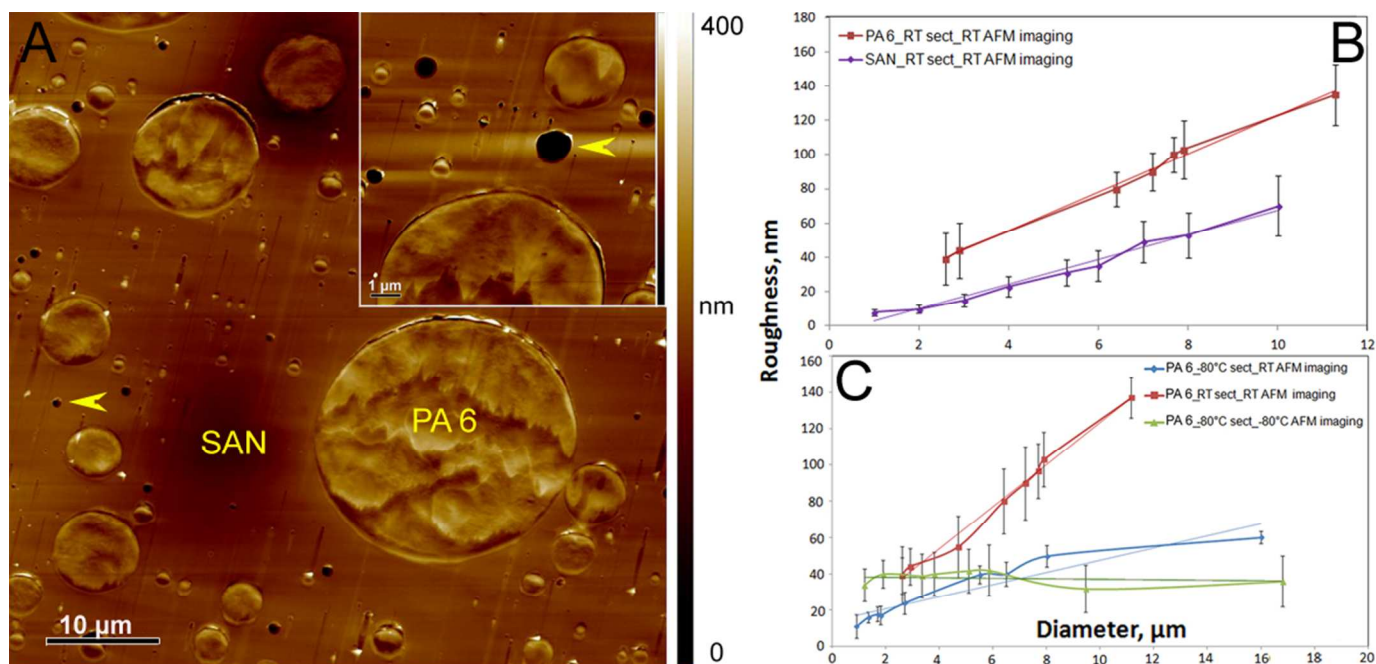 A
400
nm
0
1 µm
SAN
PA 6
10 µm
B
PA 6_RT sect_RT AFM imaging
SAN_RT sect_RT AFM imaging
180
160
140
120
100
80
60
40
20
0
0
2
4
6
8
10
12
Roughness, nm
C
PA 6_-80°C sect_RT AFM imaging
PA 6_RT sect_RT AFM imaging
PA 6_-80°C sect_-80°C AFM imaging
160
140
120
100
80
60
40
20
0
Diameter, µm
0
2
4
6
8
10
12
14
16
18
20